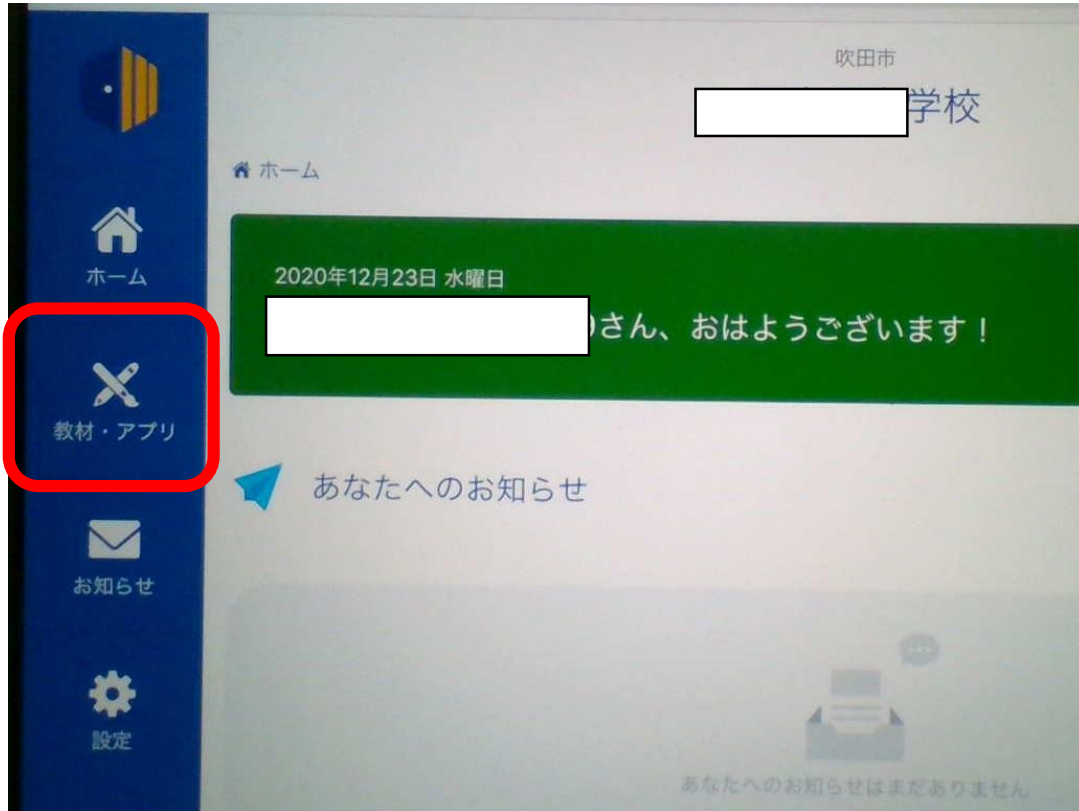 吹田市
学校
ホーム
ホーム
2020年12月23日 水曜日
さん、おはようございます！
教材・アプリ
あなたへのお知らせ
お知らせ
設定
あなたへのお知らせはまだありません